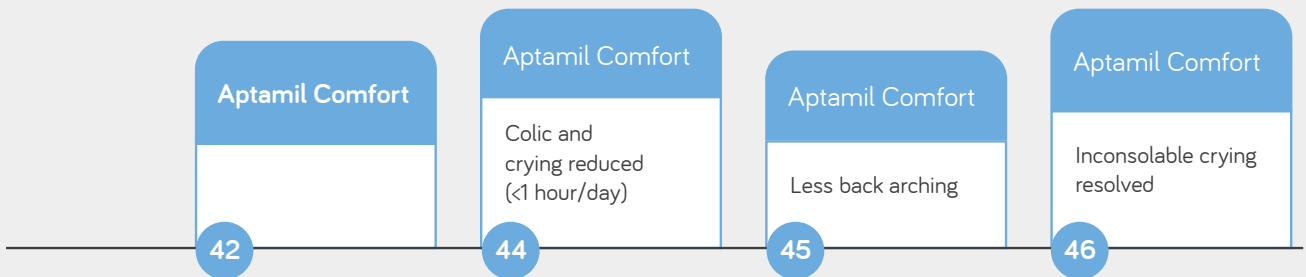 Aptamil Comfort
42
Aptamil Comfort
Colic and
crying reduced
(<1 hour/day)
44
Aptamil Comfort
Less back arching
45
Aptamil Comfort
Inconsolable crying
resolved
46